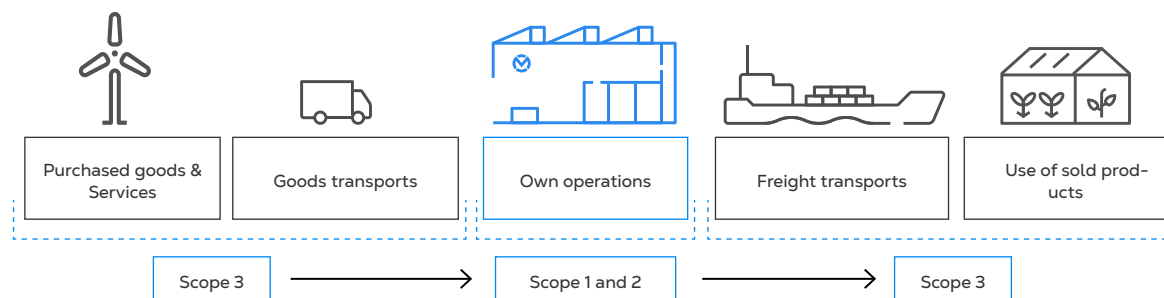 Purchased goods &
Services
Goods transports
Own operations
Freight transports
Use of sold prod-
ucts
Scope 3
Scope 1 and 2
Scope 3